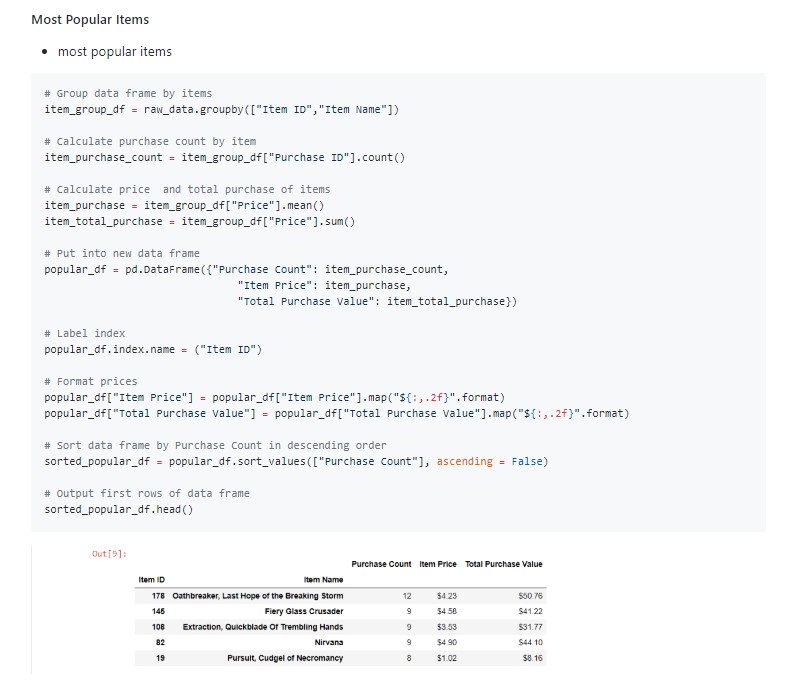 Most Popular Items
• most popular items
# Group data frame by items
item_group_df = raw_data.groupby(["Item ID","Item Name"])
# Calculate purchase count by item
item_purchase_count = item_group_df["Purchase ID"].count()
# Calculate price  and total purchase of items
item_purchase = item_group_df["Price"].mean()
item_total_purchase = item_group_df["Price"].sum()
# Put into new data frame
popular_df = pd.DataFrame({"Purchase Count": item_purchase_count,
"Item Price": item_purchase,
"Total Purchase Value": item_total_purchase})
# Label index
popular_df.index.name = ("Item ID")
# Format prices
popular_df["Item Price"] = popular_df["Item Price"].map("${:,.2f}".format)
popular_df["Total Purchase Value"] = popular_df["Total Purchase Value"].map("${:,.2f}".format)
# Sort data frame by Purchase Count in descending order
sorted_popular_df = popular_df.sort_values(["Purchase Count"], ascending = False)
# Output first rows of data frame
sorted_popular_df.head()
Out[9]:
Purchase Count Item Price Total Purchase Value
Item ID Item Name
178 Oathbreaker, Last Hope of the Breaking Storm 12 $4.23 $50.76
145 Fiery Glass Crusader 9 $4.58 $41.22
108 Extraction, Quickblade Of Trembling Hands 9 $3.53 $31.77
82 Nirvana 9 $4.90 $44.10
19 Pursuit, Cudgel of Necromancy 8 $1.02 $8.16